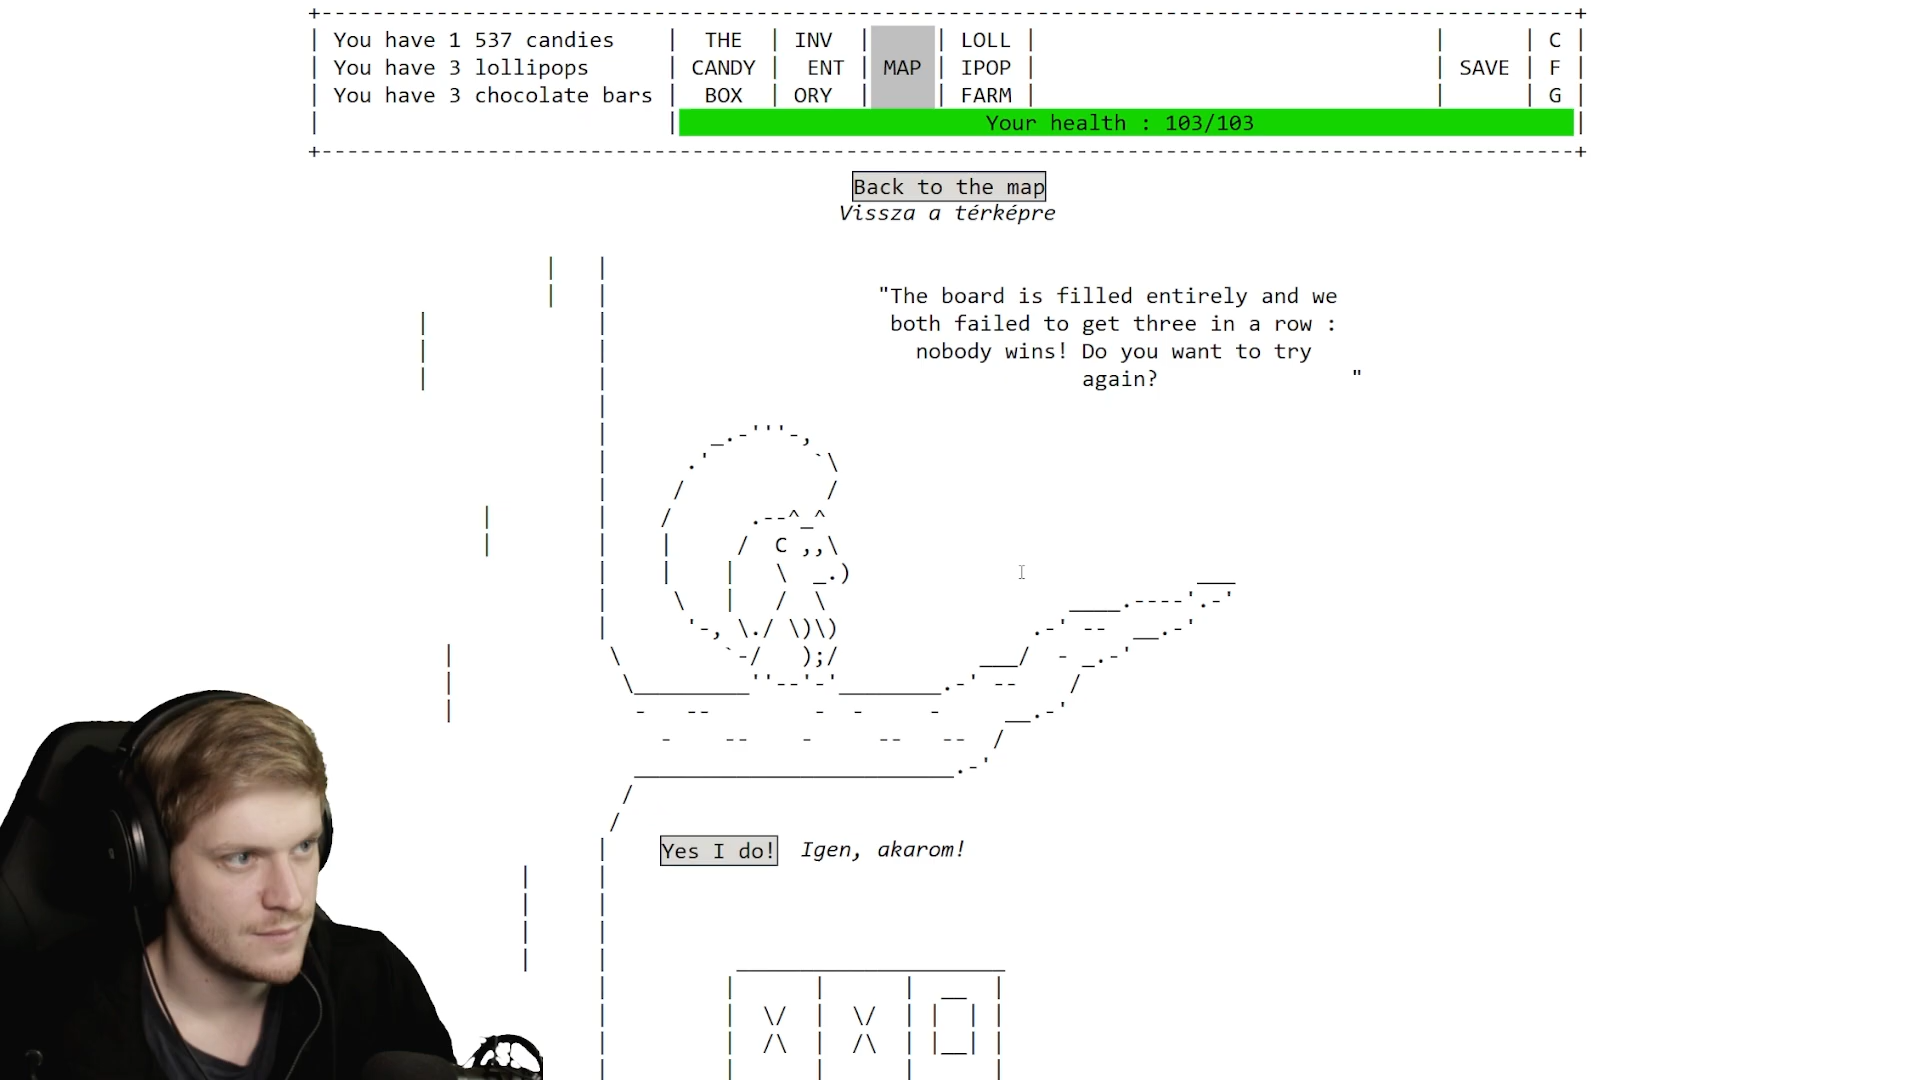 You have 1 537 candies
You have 3 lollipops
You have 3 chocolate bars
THE
CANDY
BOX
INV
ENT
ORY
MAP
LOLL
IPOP
FARM
SAVE
C
F
G
Your health : 103/103
Back to the map
Vissza a térképre
"The board is filled entirely and we
both failed to get three in a row :
nobody wins! Do you want to try
again? "
Yes I do! Igen, akarom!